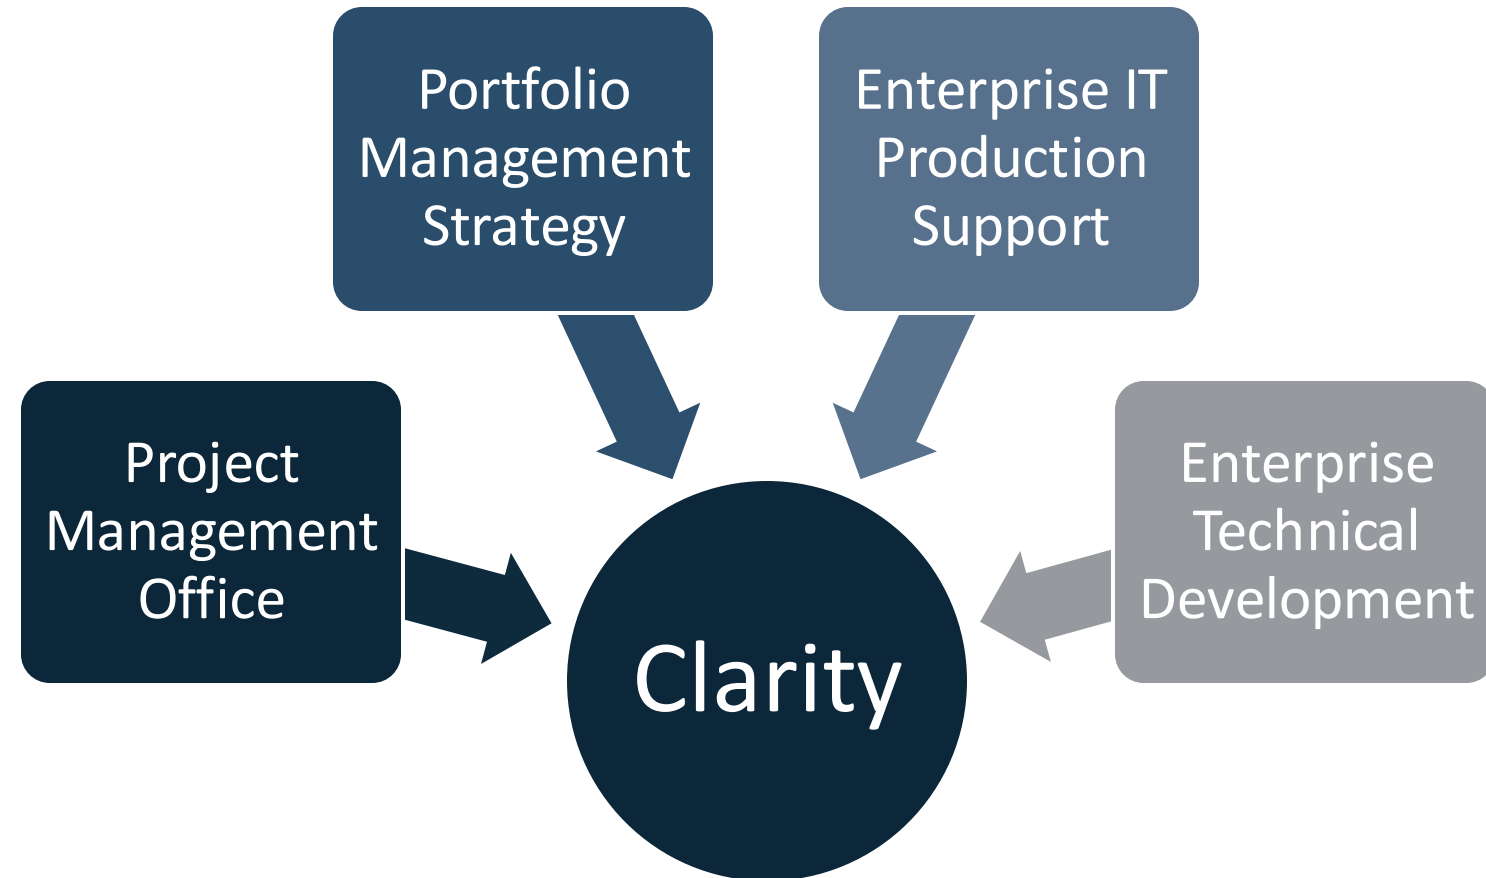 Portfolio
Management
Strategy
Enterprise IT
Production
Support
Project
Management
Office
Enterprise
Technical
Development
Clarity